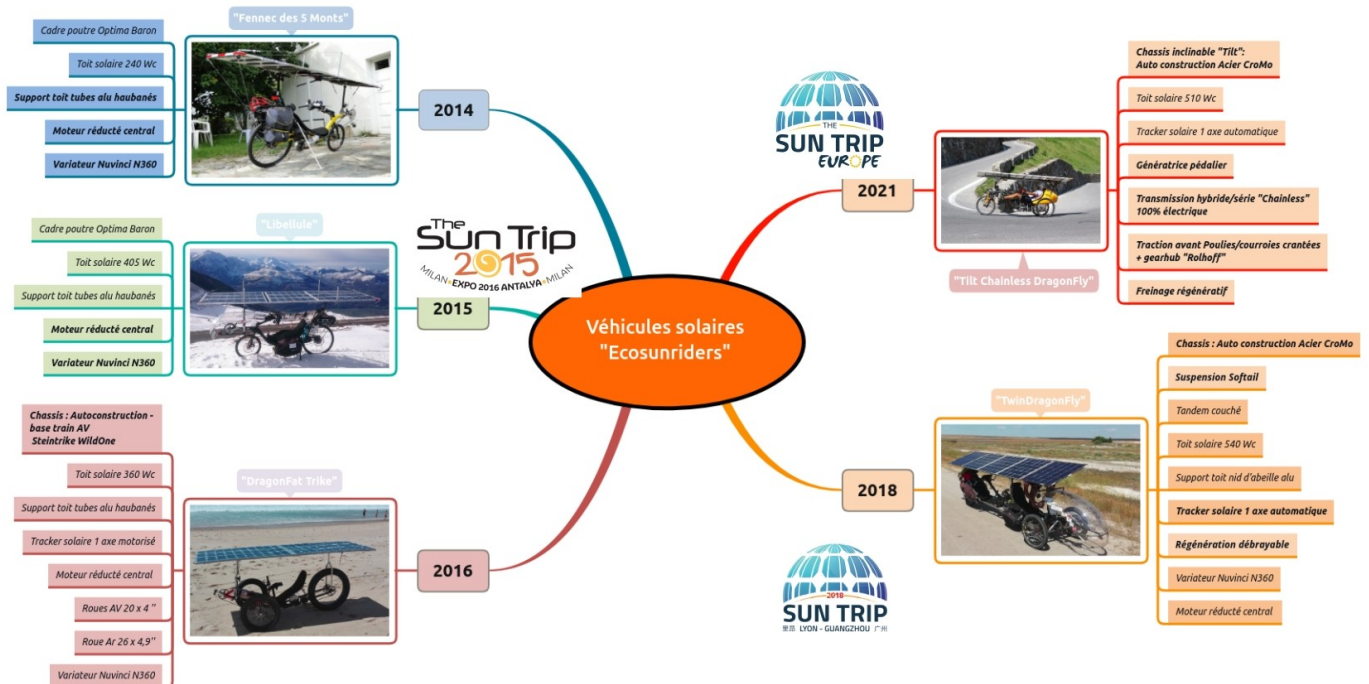 Véhicules solaires
"Ecosunriders"
2014
"Fennec des 5 Monts"
Cadre poutre Optima Baron
Toit solaire 240 Wc
Support toit tubes alu haubanés
Moteur réducté central
Variateur Nuvinci N360
The
Sun Trip
2015
MILAN•EXPO 2016 ANTALYA•MILAN
2015
"Libellule"
Cadre poutre Optima Baron
Toit solaire 405 Wc
Support toit tubes alu haubanés
Moteur réducté central
Variateur Nuvinci N360
2016
"DragonFat Trike"
Chassis : Autoconstruction -
base train AV
Steintrike WildOne
Toit solaire 360 Wc
Support toit tubes alu haubanés
Tracker solaire 1 axe motorisé
Moteur réducté central
Roues AV 20 x 4 "
Roue Ar 26 x 4,9"
Variateur Nuvinci N360
THE
SUN TRIP
EUROPE
2021
"Tilt Chainless DragonFly"
Chassis inclinable "Tilt":
Auto construction Acier CroMo
Toit solaire 510 Wc
Tracker solaire 1 axe automatique
Génératrice pédalier
Transmission hybride/série "Chainless"
100% électrique
Traction avant Poulies/courroies crantées
+ gearhub "Rolhoff"
Freinage régénératif
2018
"TwinDragonFly"
Chassis : Auto construction Acier CroMo
Suspension Softail
Tandem couché
Toit solaire 540 Wc
Support toit nid d'abeille alu
Tracker solaire 1 axe automatique
Régénération débrayable
Variateur Nuvinci N360
Moteur réducté central
2018
SUN TRIP
里昂 LYON - GUANGZHOU 广州